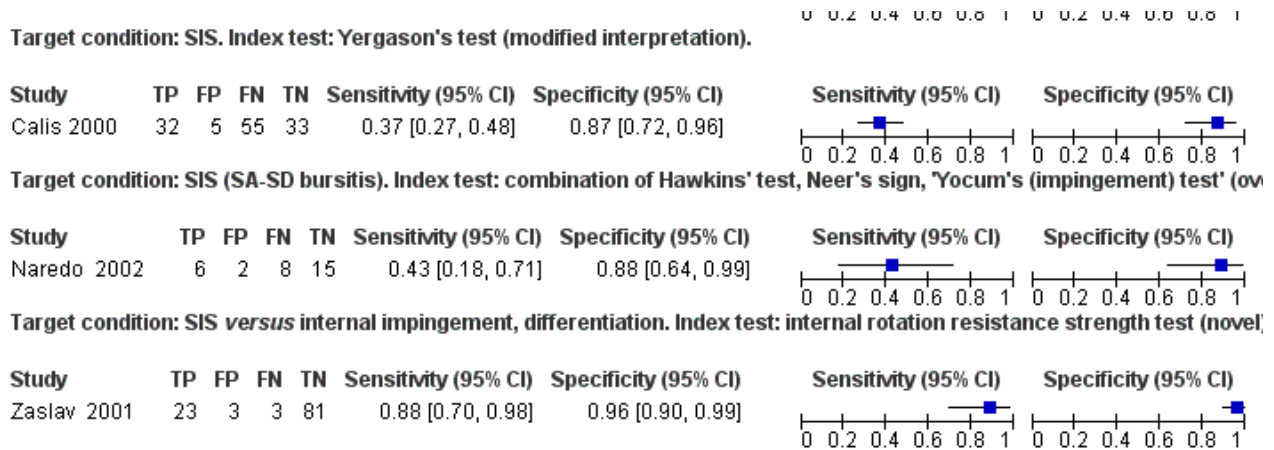 0 0.2 0.4 0.6 0.8 1 0 0.2 0.4 0.6 0.8 1
Target condition: SIS. Index test: Yergason's test (modified interpretation).
Study TP FP FN TN Sensitivity (95% CI) Specificity (95% CI) Sensitivity (95% CI) Specificity (95% CI)
Calis 2000 32 5 55 33 0.37 [0.27, 0.48] 0.87 [0.72, 0.96]
0 0.2 0.4 0.6 0.8 1 0 0.2 0.4 0.6 0.8 1
Target condition: SIS (SA-SD bursitis). Index test: combination of Hawkins' test, Neer's sign, 'Yocum's (impingement) test' (ov
Study TP FP FN TN Sensitivity (95% CI) Specificity (95% CI) Sensitivity (95% CI) Specificity (95% CI)
Naredo 2002 6 2 8 15 0.43 [0.18, 0.71] 0.88 [0.64, 0.99]
0 0.2 0.4 0.6 0.8 1 0 0.2 0.4 0.6 0.8 1
Target condition: SIS versus internal impingement, differentiation. Index test: internal rotation resistance strength test (novel)
Study TP FP FN TN Sensitivity (95% CI) Specificity (95% CI) Sensitivity (95% CI) Specificity (95% CI)
Zaslav 2001 23 3 3 81 0.88 [0.70, 0.98] 0.96 [0.90, 0.99]
0 0.2 0.4 0.6 0.8 1 0 0.2 0.4 0.6 0.8 1